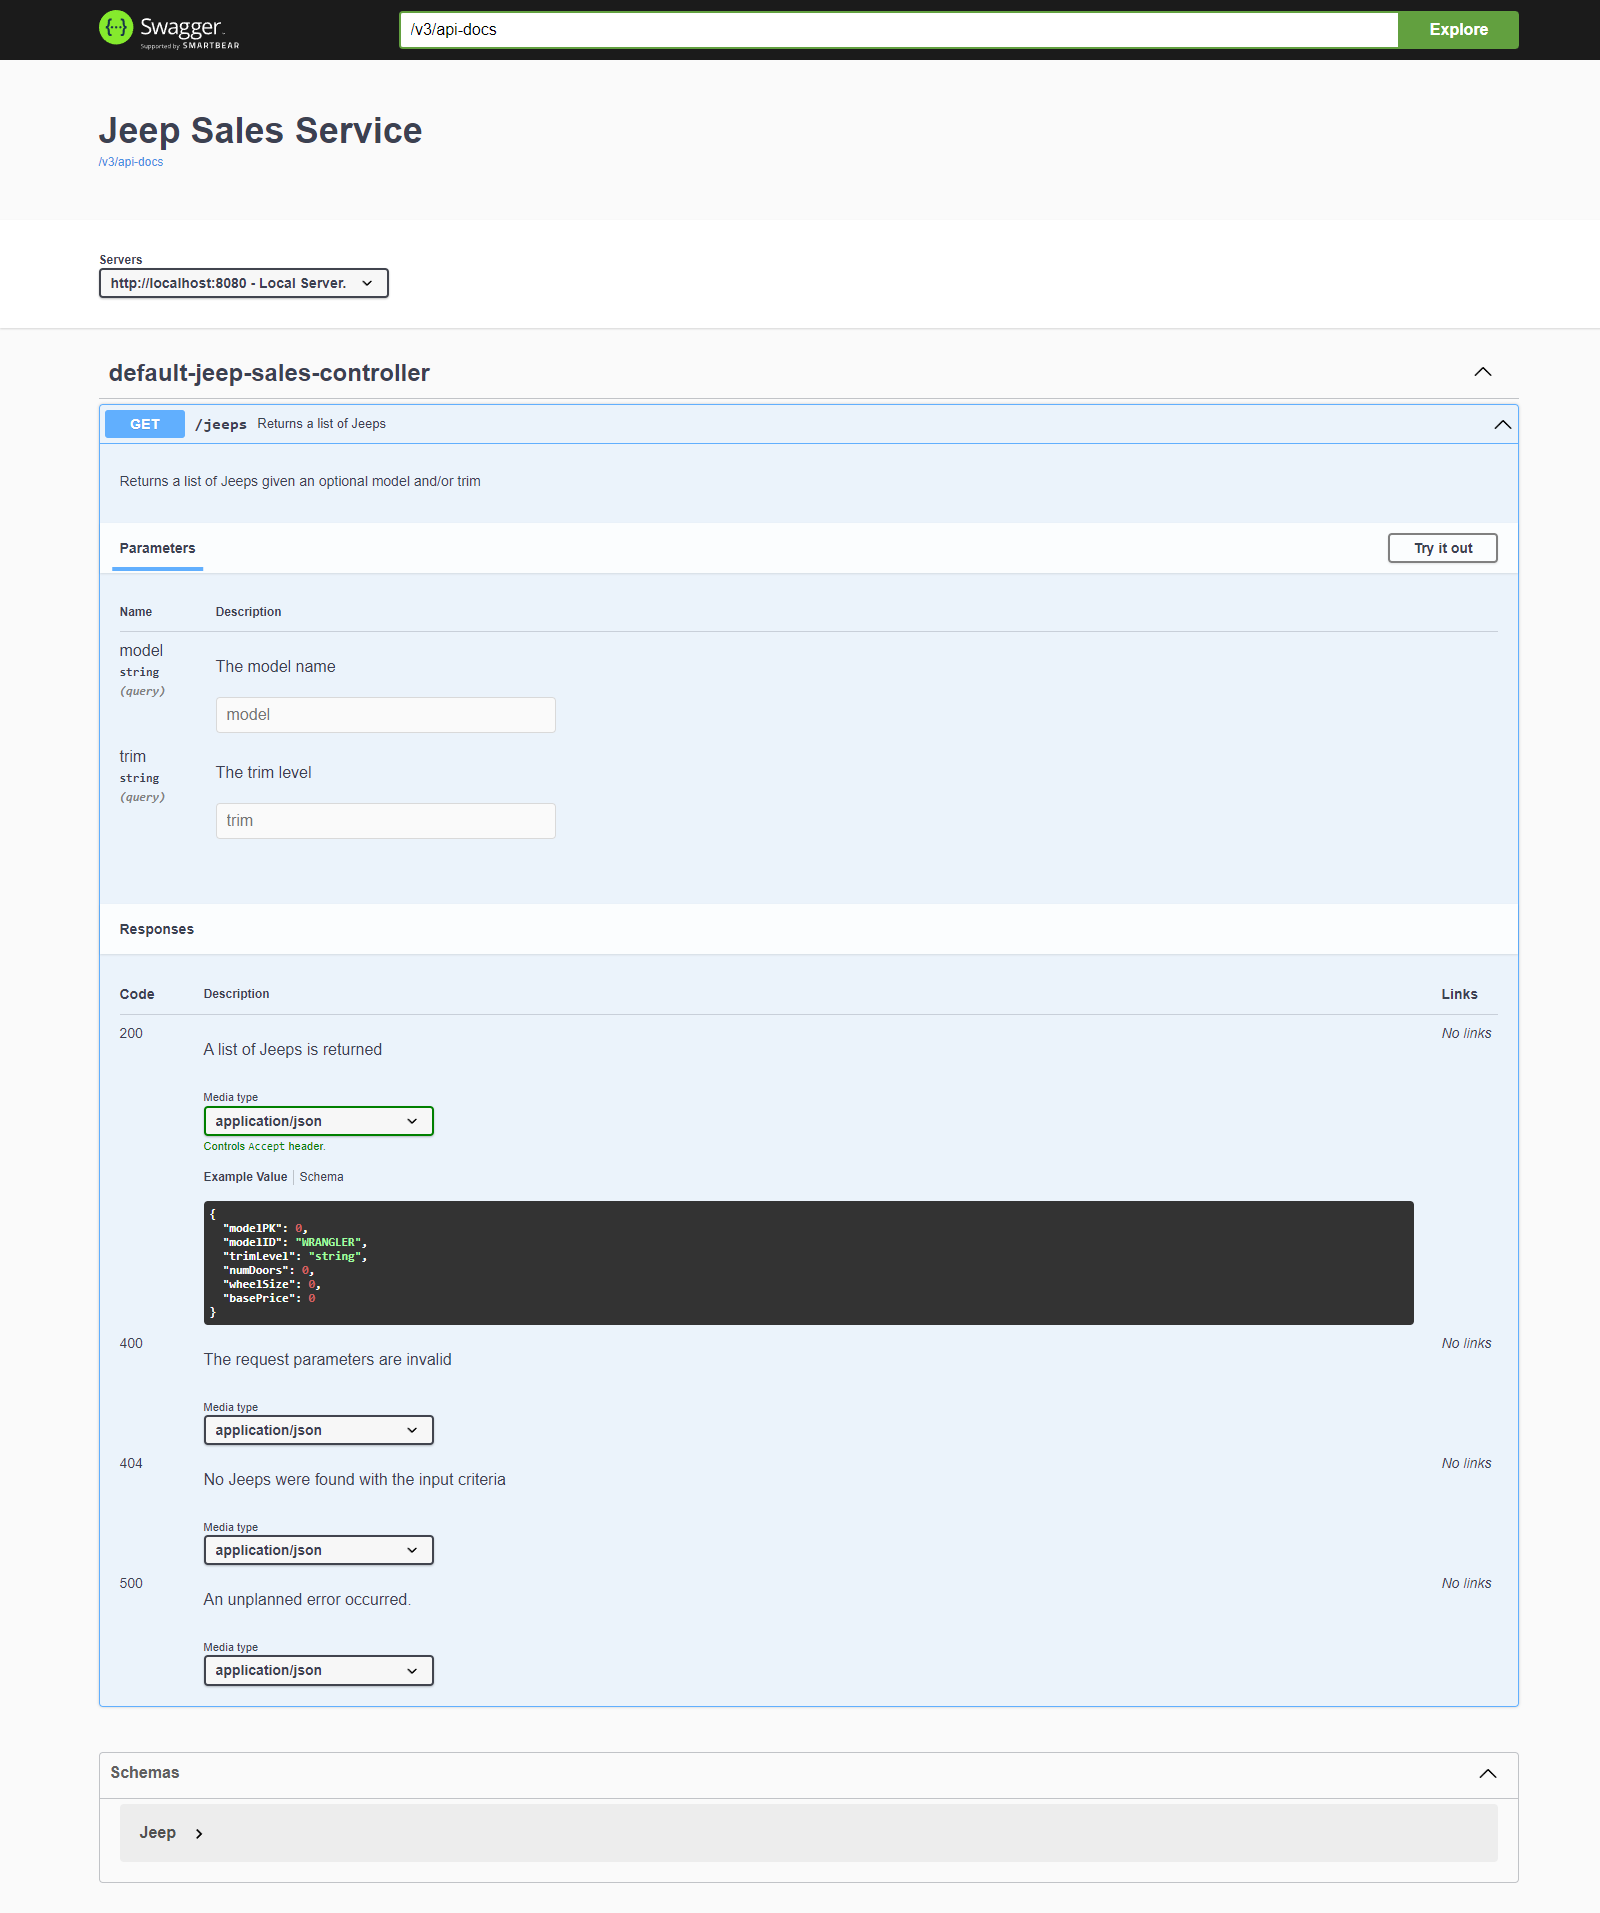 Swagger
Supported by SMARTBEAR
/v3/api-docs
Explore
Jeep Sales Service
/v3/api-docs
Servers
http://localhost:8080 - Local Server.
default-jeep-sales-controller
GET /jeeps Returns a list of Jeeps
Returns a list of Jeeps given an optional model and/or trim
Parameters
Try it out
Name Description
model
string
(query)
The model name
model
trim
string
(query)
The trim level
trim
Responses
Code Description Links
200
A list of Jeeps is returned
No links
Media type
application/json
Controls Accept header.
Example Value Schema
{
"modelPK": 0,
"modelID": "WRANGLER",
"trimLevel": "string",
"numDoors": 0,
"wheelSize": 0,
"basePrice": 0
}
400
The request parameters are invalid
No links
Media type
application/json
404
No Jeeps were found with the input criteria
No links
Media type
application/json
500
An unplanned error occurred.
No links
Media type
application/json
Schemas
Jeep